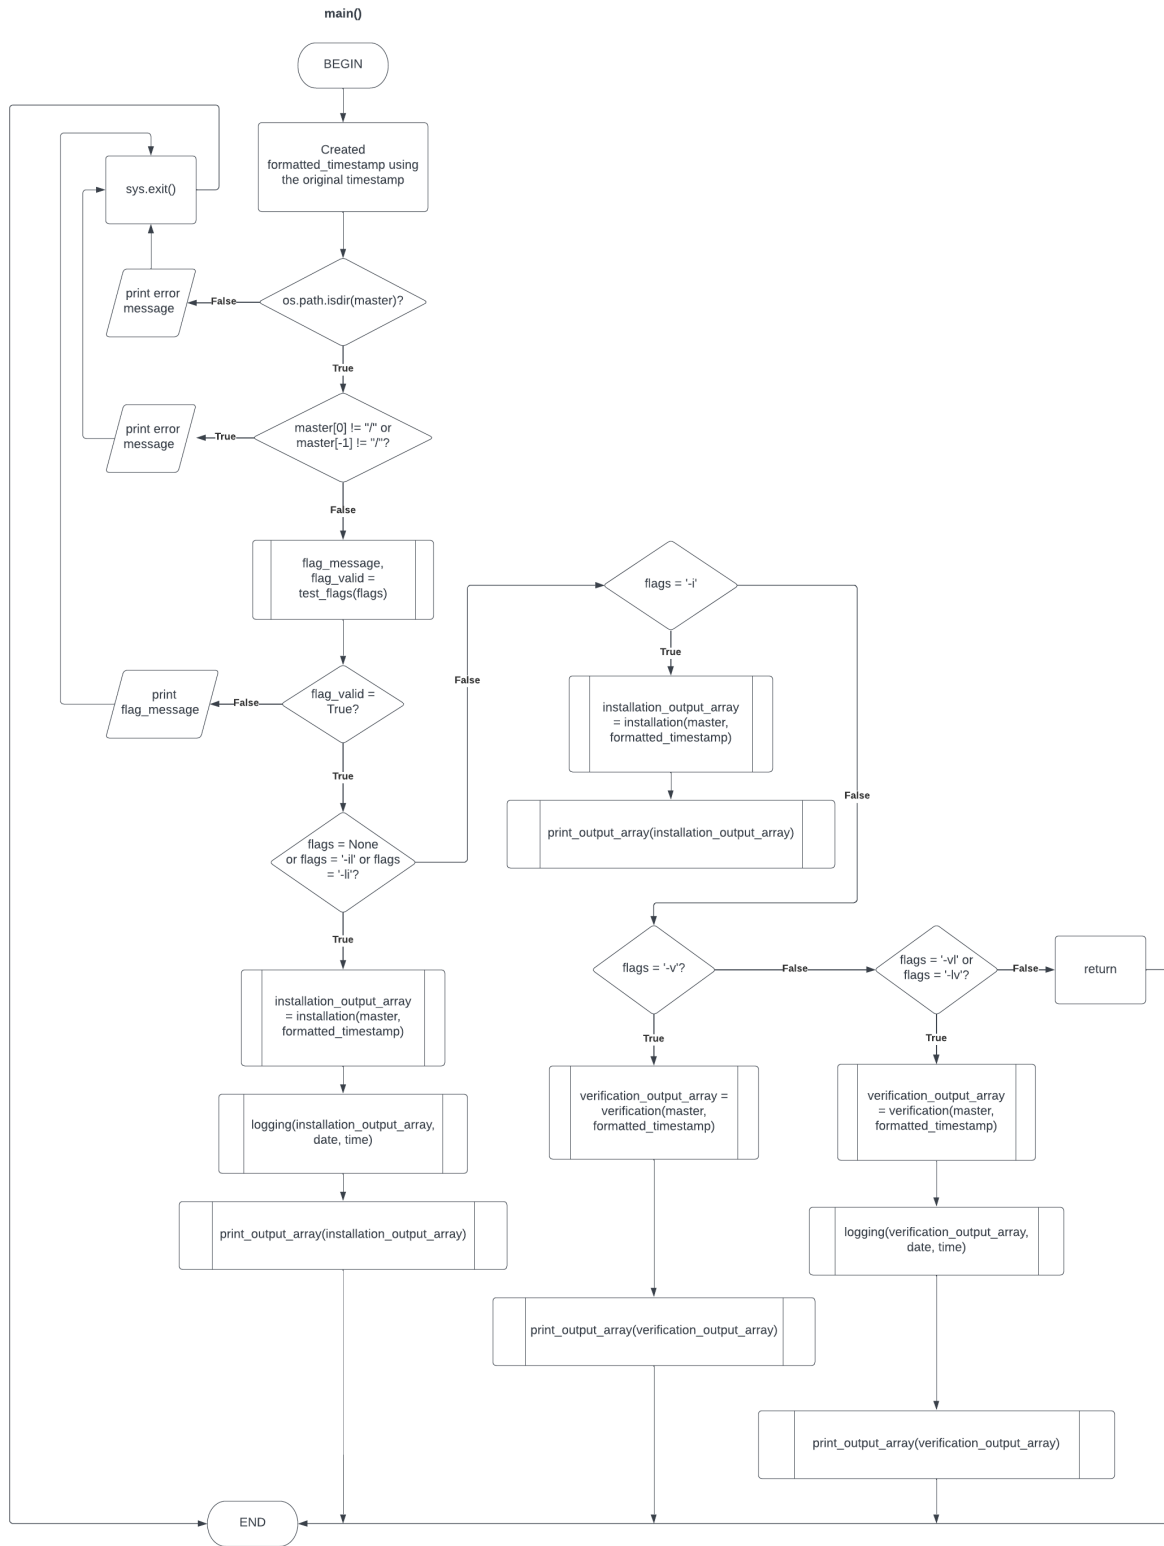 main()
BEGIN
Created
formatted_timestamp using
the original timestamp
sys.exit()
os.path.isdir(master)?
False
print error
message
True
master[0] != "/" or
master[-1] != "/"?
True
print error
message
False
flag_message,
flag_valid =
test_flags(flags)
flag_valid =
True?
False
print
flag_message
True
flags = None
or flags = '-il' or flags
= '-li'?
False
True
installation_output_array
= installation(master,
formatted_timestamp)
logging(installation_output_array,
date, time)
print_output_array(installation_output_array)
flags = '-i'
True
installation_output_array
= installation(master,
formatted_timestamp)
print_output_array(installation_output_array)
False
flags = '-v'?
False
True
verification_output_array =
verification(master,
formatted_timestamp)
print_output_array(verification_output_array)
flags = '-vl' or
flags = '-lv'?
False
return
True
verification_output_array
= verification(master,
formatted_timestamp)
logging(verification_output_array,
date, time)
print_output_array(verification_output_array)
END